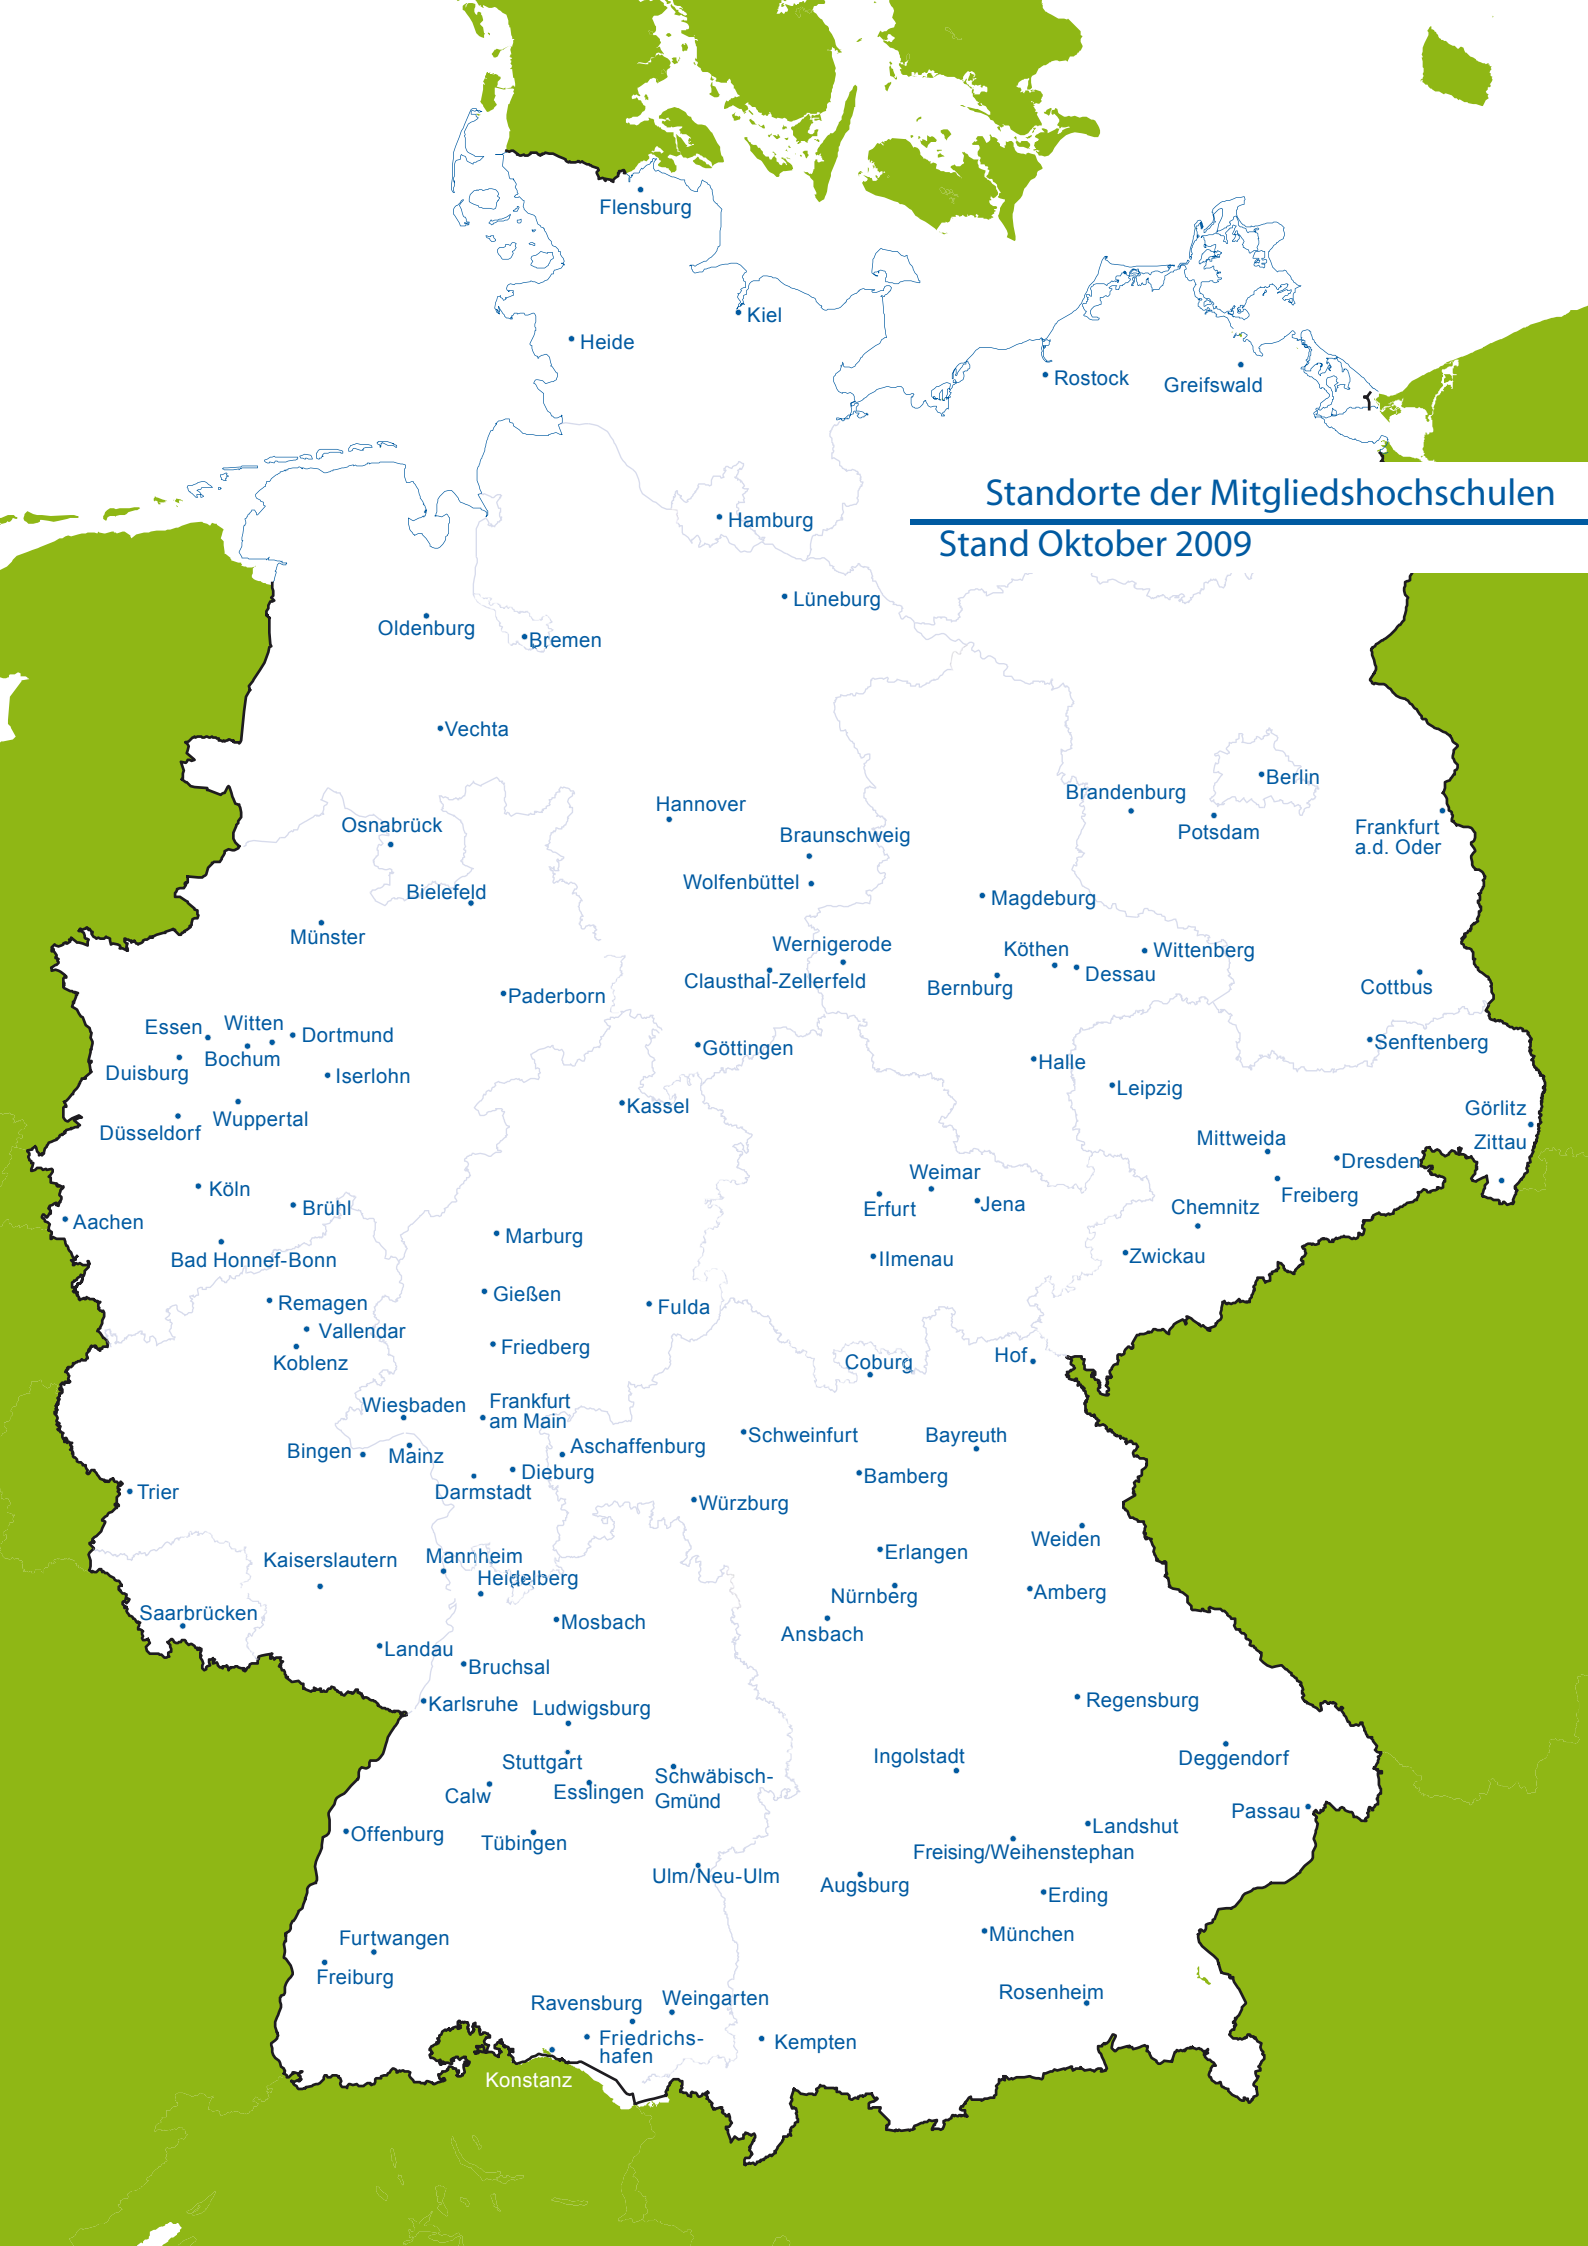 Flensburg
Kiel
Heide
Rostock
Greifswald
Standorte der Mitgliedshochschulen
Hamburg
Stand Oktober 2009
Lüneburg
Oldenburg
Bremen
Vechta
Berlin
Brandenburg
Hannover
Osnabrück
Braunschweig
Potsdam
Frankfurt
a.d. Oder
Wolfenbüttel
Bielefeld
Magdeburg
Münster
Wernigerode
Köthen
Wittenberg
Clausthal-Zellerfeld
Dessau
Bernburg
Cottbus
Paderborn
Essen
Witten
Dortmund
Bochum
Göttingen
Senftenberg
Duisburg
Iserlohn
Halle
Leipzig
Kassel
Görlitz
Wuppertal
Düsseldorf
Mittweida
Zittau
Dresden
Weimar
Köln
Freiberg
Brühl
Erfurt
Jena
Chemnitz
Aachen
Marburg
Bad Honnef-Bonn
Ilmenau
Zwickau
Gießen
Remagen
Fulda
Vallendar
Friedberg
Koblenz
Coburg
Hof
Wiesbaden
Frankfurt
am Main
Schweinfurt
Bayreuth
Bingen
Mainz
Aschaffenburg
Dieburg
Bamberg
Trier
Darmstadt
Würzburg
Weiden
Kaiserslautern
Mannheim
Erlangen
Heidelberg
Nürnberg
Amberg
Saarbrücken
Mosbach
Ansbach
Landau
Bruchsal
Karlsruhe
Ludwigsburg
Regensburg
Stuttgart
Ingolstadt
Deggendorf
Schwäbisch-
Gmünd
Calw
Esslingen
Passau
Offenburg
Tübingen
Landshut
Freising/Weihenstephan
Ulm/Neu-Ulm
Augsburg
Erding
Furtwangen
München
Freiburg
Rosenheim
Ravensburg
Weingarten
Friedrichs-
hafen
Kempten
Konstanz